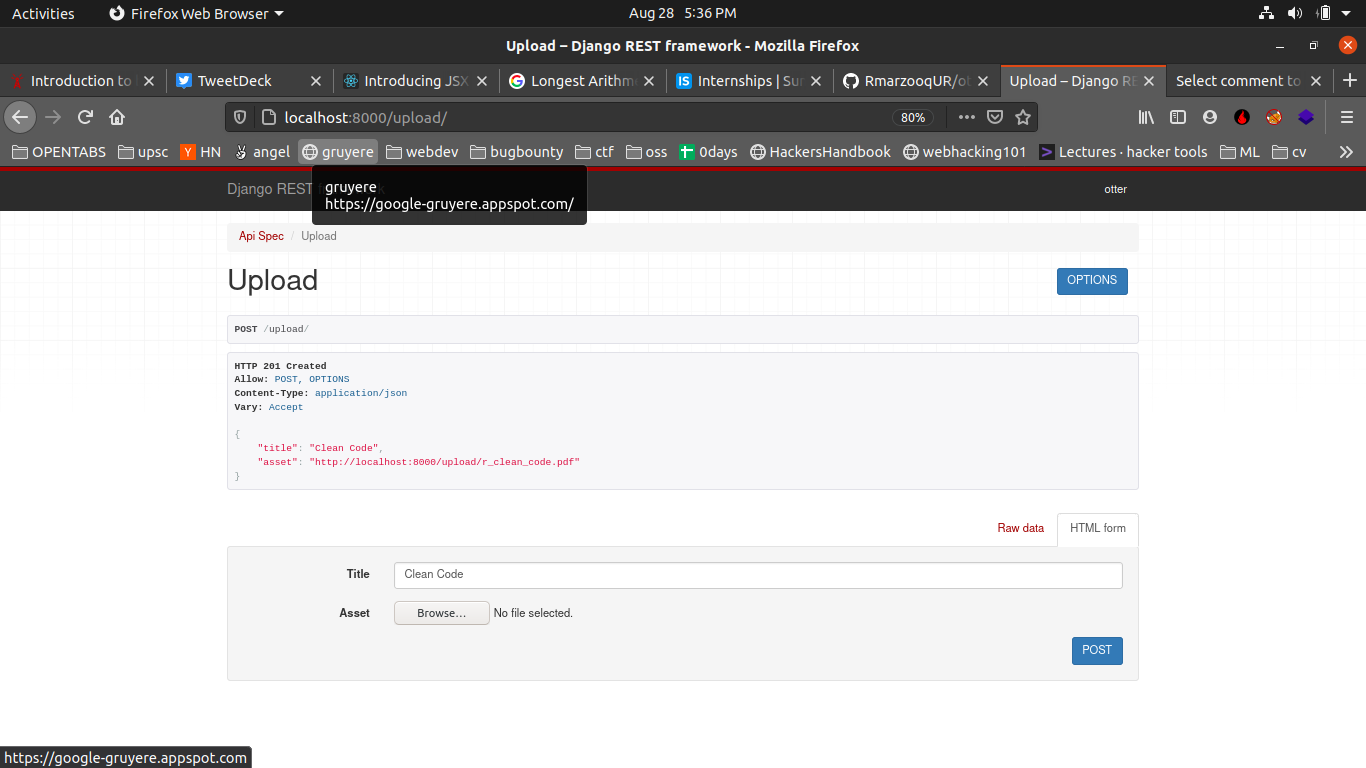 Activities Firefox Web Browser Aug 28 5:36 PM
Upload – Django REST framework - Mozilla Firefox
Introduction to TweetDeck Introducing JSX Longest Arithm Internships | Sur RmarzooqUR/ot Upload – Django RE Select comment to
localhost:8000/upload/ 80%
OPENTABS upsc HN angel gruyere webdev bugbounty ctf oss 0days HackersHandbook webhacking101 Lectures · hacker tools ML cv
Django REST k otter
gruyere
https://google-gruyere.appspot.com/
Api Spec / Upload
Upload OPTIONS
POST /upload/
HTTP 201 Created
Allow: POST, OPTIONS
Content-Type: application/json
Vary: Accept
{
"title": "Clean Code",
"asset": "http://localhost:8000/upload/r_clean_code.pdf"
}
Raw data HTML form
Title Clean Code
Asset Browse... No file selected.
POST
https://google-gruyere.appspot.com